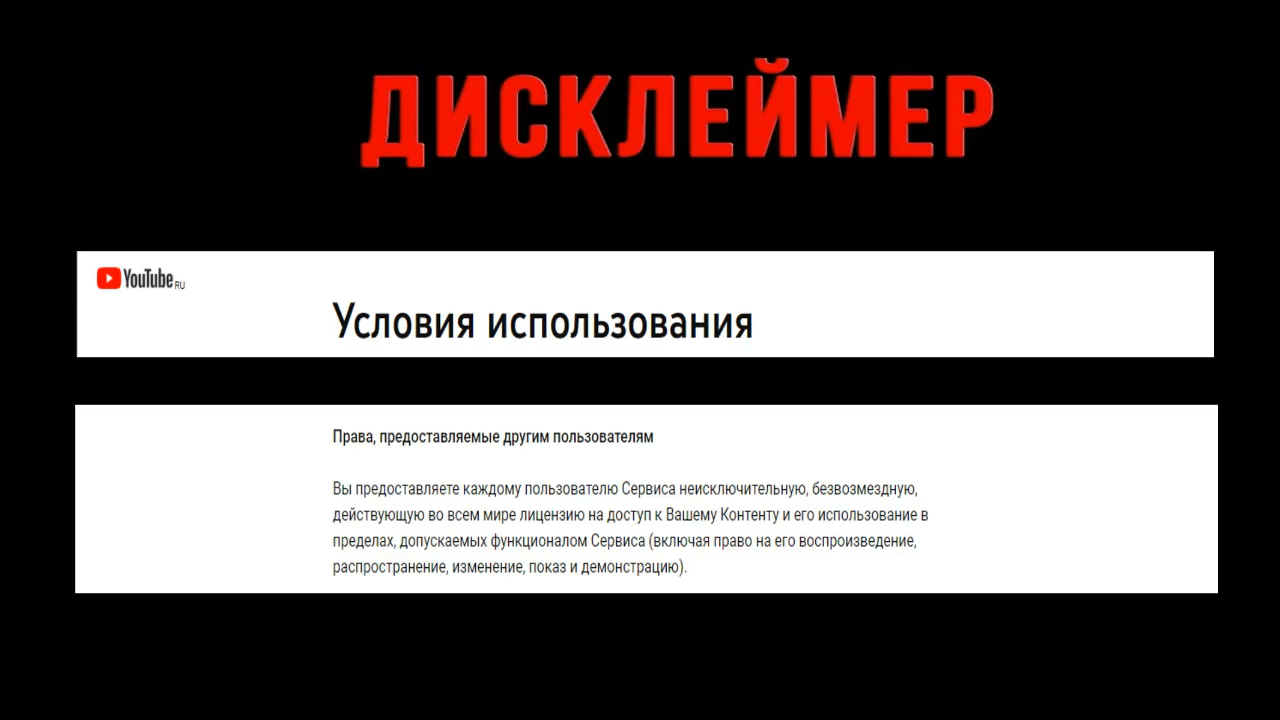 ДИСКЛЕЙМЕР
YouTube RU
Условия использования
Права, предоставляемые другим пользователям
Вы предоставляете каждому пользователю Сервиса неисключительную, безвозмездную,
действующую во всем мире лицензию на доступ к Вашему Контенту и его использование в
пределах, допускаемых функционалом Сервиса (включая право на его воспроизведение,
распространение, изменение, показ и демонстрацию).